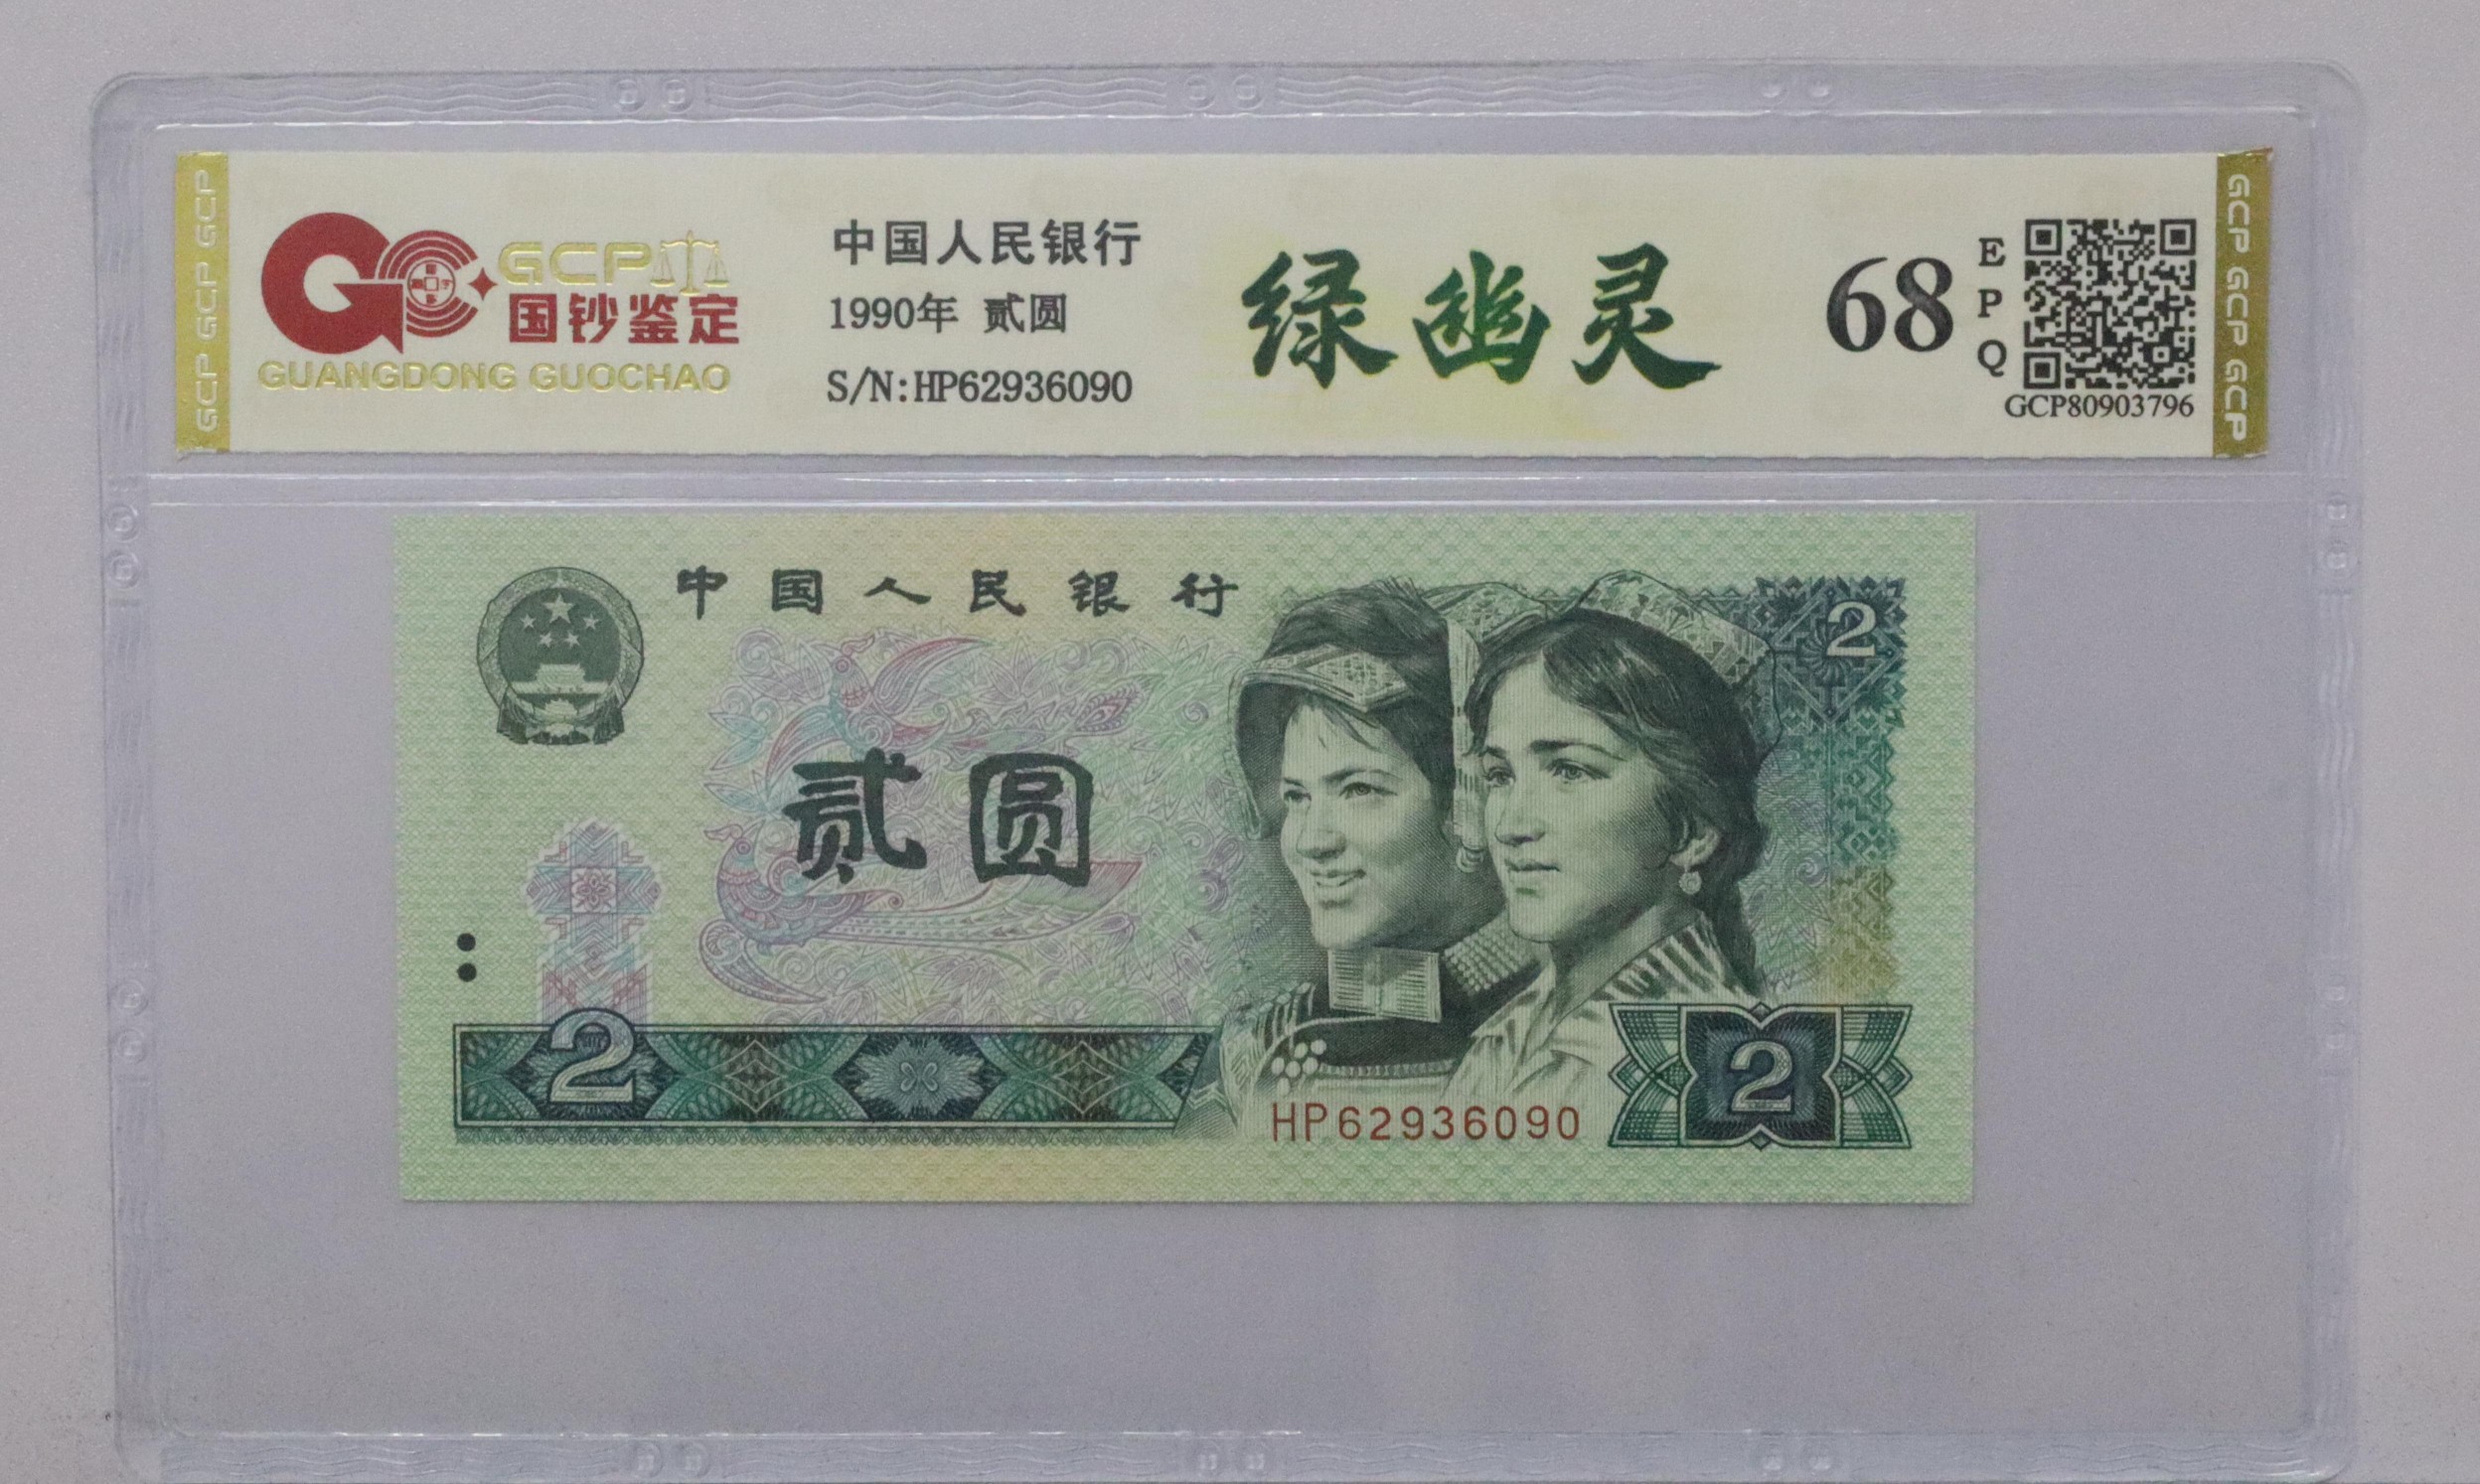 GCP GCP GCP
GCP
国钞鉴定
GUANGDONG GUOCHAO
中国人民银行
1990年 贰圆
S/N:HP62936090
绿幽灵
68
EPQ
GCP80903796
GCP GCP GCP
中国人民银行
2
贰圆
2
HP62936090
2